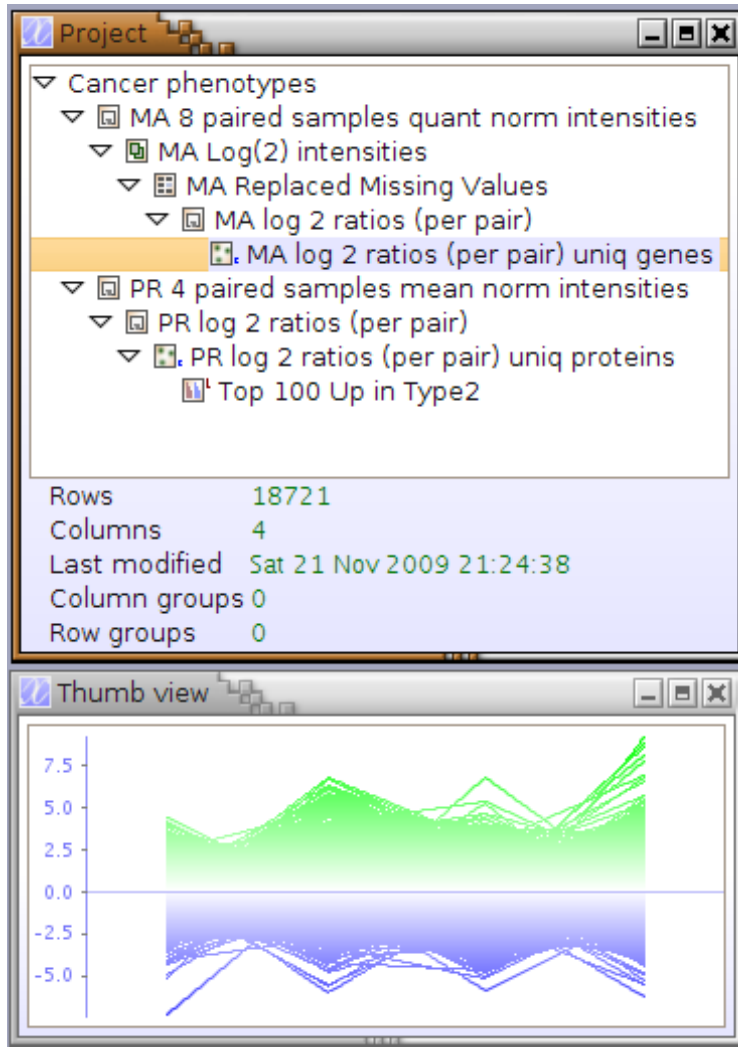 Project
Cancer phenotypes
MA 8 paired samples quant norm intensities
MA Log(2) intensities
MA Replaced Missing Values
MA log 2 ratios (per pair)
MA log 2 ratios (per pair) uniq genes
PR 4 paired samples mean norm intensities
PR log 2 ratios (per pair)
PR log 2 ratios (per pair) uniq proteins
Top 100 Up in Type2
Rows 18721
Columns 4
Last modified Sat 21 Nov 2009 21:24:38
Column groups 0
Row groups 0
Thumb view
7.5
5.0
2.5
0.0
-2.5
-5.0